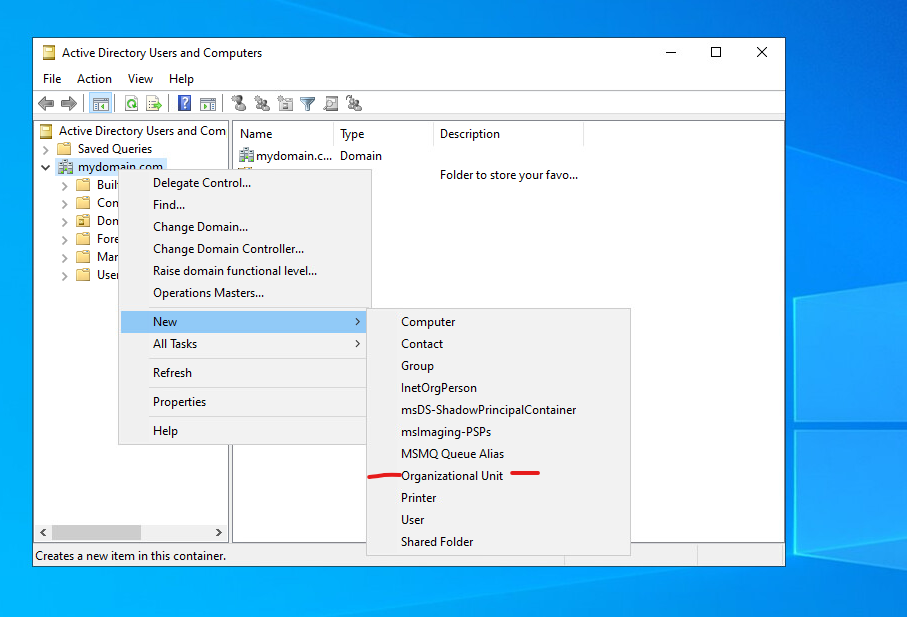 Active Directory Users and Computers
File Action View Help
Active Directory Users and Com
Saved Queries
mydomain.com
Buil
Con
Don
Fore
Man
User
Name Type Description
mydomain.c... Domain
Folder to store your favo...
Delegate Control...
Find...
Change Domain...
Change Domain Controller...
Raise domain functional level...
Operations Masters...
New
All Tasks
Refresh
Properties
Help
Computer
Contact
Group
InetOrgPerson
msDS-ShadowPrincipalContainer
msImaging-PSPs
MSMQ Queue Alias
Organizational Unit
Printer
User
Shared Folder
Creates a new item in this container.